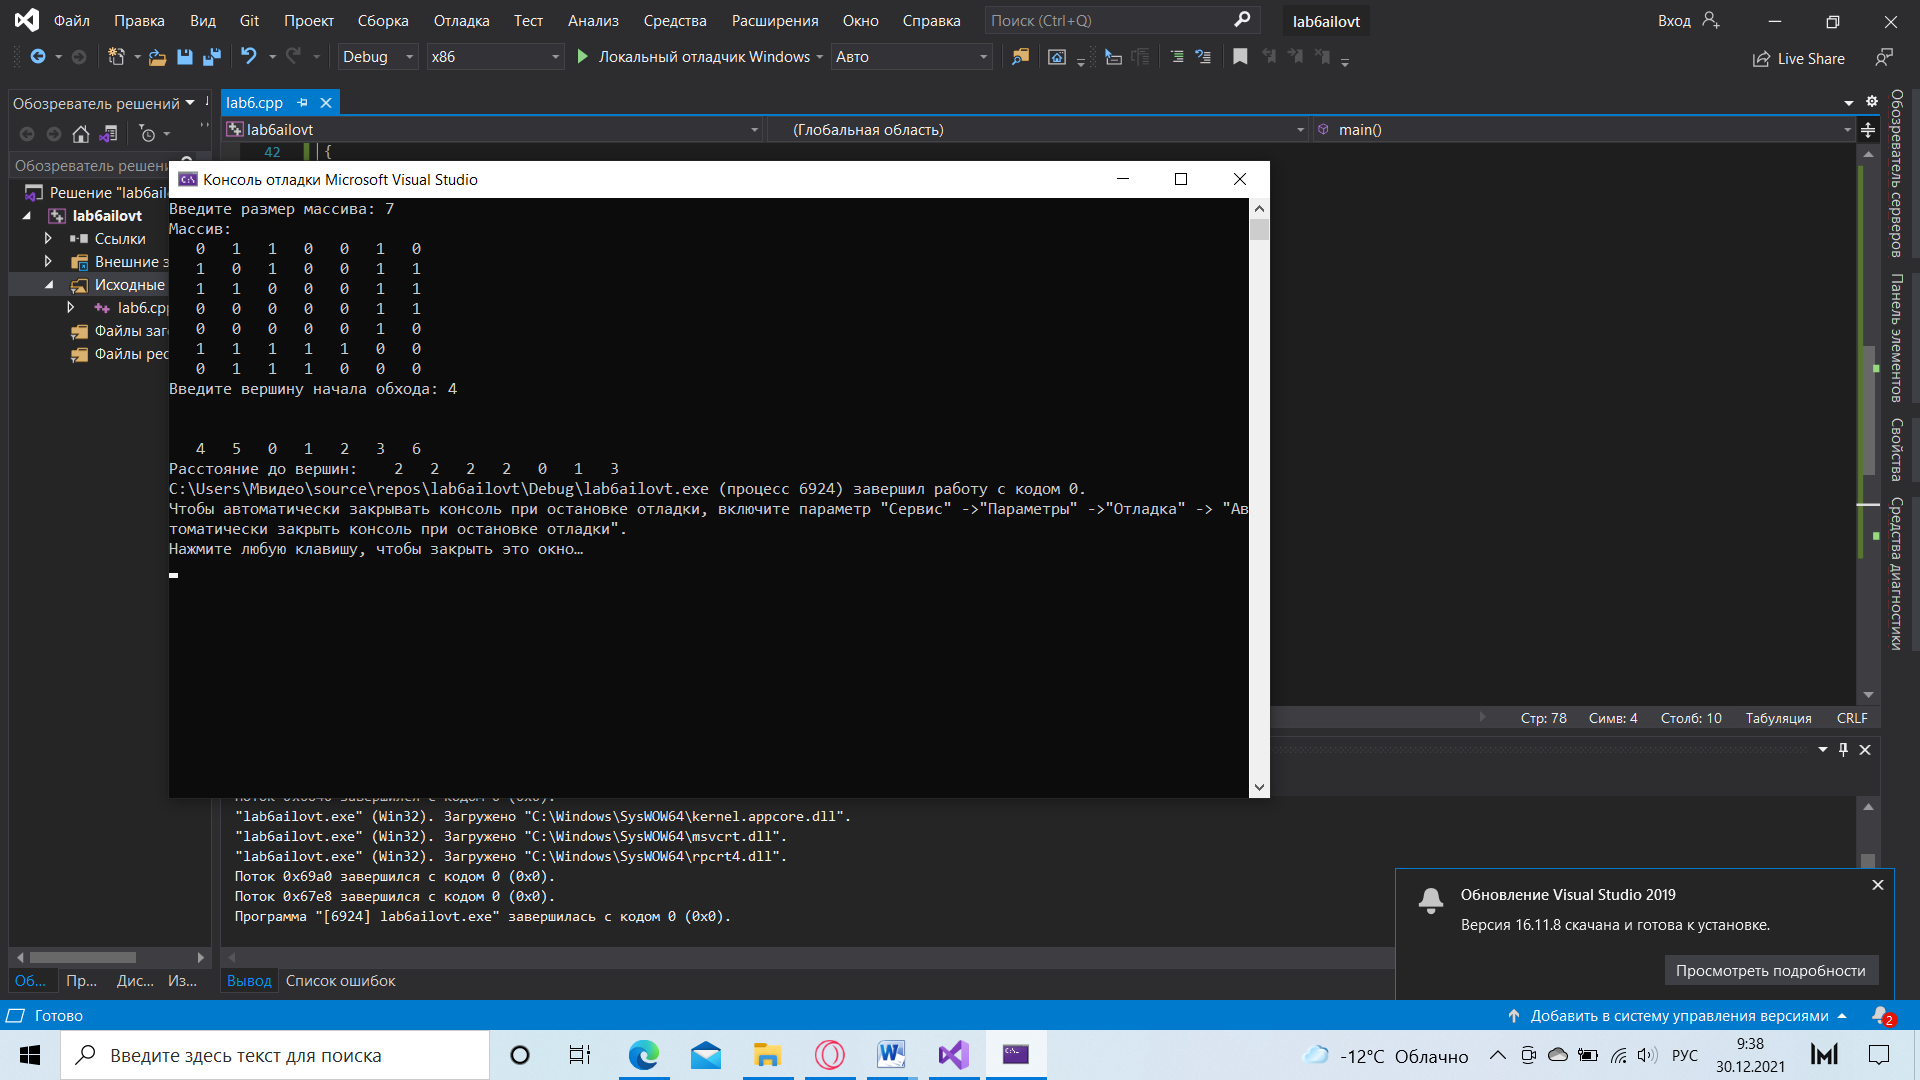 Файл Правка Вид Git Проект Сборка Отладка Тест Анализ Средства Расширения Окно Справка Поиск (Ctrl+Q) lab6ailovt Вход
Debug x86 Локальный отладчик Windows Авто Live Share
Обозреватель решений
lab6.cpp
lab6ailovt (Глобальная область) main()
42 {
Обозреватель решени
Решение "lab6ail
lab6ailovt
Ссылки
Внешние з
Исходные
lab6.cpp
Файлы заг
Файлы рес
Консоль отладки Microsoft Visual Studio
Введите размер массива: 7
Массив:
0 1 1 0 0 1 0
1 0 1 0 0 1 1
1 1 0 0 0 1 1
0 0 0 0 0 1 1
0 0 0 0 0 1 0
1 1 1 1 1 0 0
0 1 1 1 0 0 0
Введите вершину начала обхода: 4
4 5 0 1 2 3 6
Расстояние до вершин: 2 2 2 2 0 1 3
C:\Users\Мвидео\source\repos\lab6ailovt\Debug\lab6ailovt.exe (процесс 6924) завершил работу с кодом 0.
Чтобы автоматически закрывать консоль при остановке отладки, включите параметр "Сервис" ->"Параметры" ->"Отладка" -> "Ав
томатически закрыть консоль при остановке отладки".
Нажмите любую клавишу, чтобы закрыть это окно…
Обозреватель серверов
Панель элементов
Свойства
Средства диагностики
Стр: 78 Симв: 4 Столб: 10 Табуляция CRLF
завершился с кодом 0 (0x0).
"lab6ailovt.exe" (Win32). Загружено "C:\Windows\SysWOW64\kernel.appcore.dll".
"lab6ailovt.exe" (Win32). Загружено "C:\Windows\SysWOW64\msvcrt.dll".
"lab6ailovt.exe" (Win32). Загружено "C:\Windows\SysWOW64\rpcrt4.dll".
Поток 0x69a0 завершился с кодом 0 (0x0).
Поток 0x67e8 завершился с кодом 0 (0x0).
Программа "[6924] lab6ailovt.exe" завершилась с кодом 0 (0x0).
Обновление Visual Studio 2019
Версия 16.11.8 скачана и готова к установке.
Просмотреть подробности
Об... Пр... Дис... Из... Вывод Список ошибок
Готово Добавить в систему управления версиями 2
Введите здесь текст для поиска -12°C Облачно РУС 9:38
30.12.2021